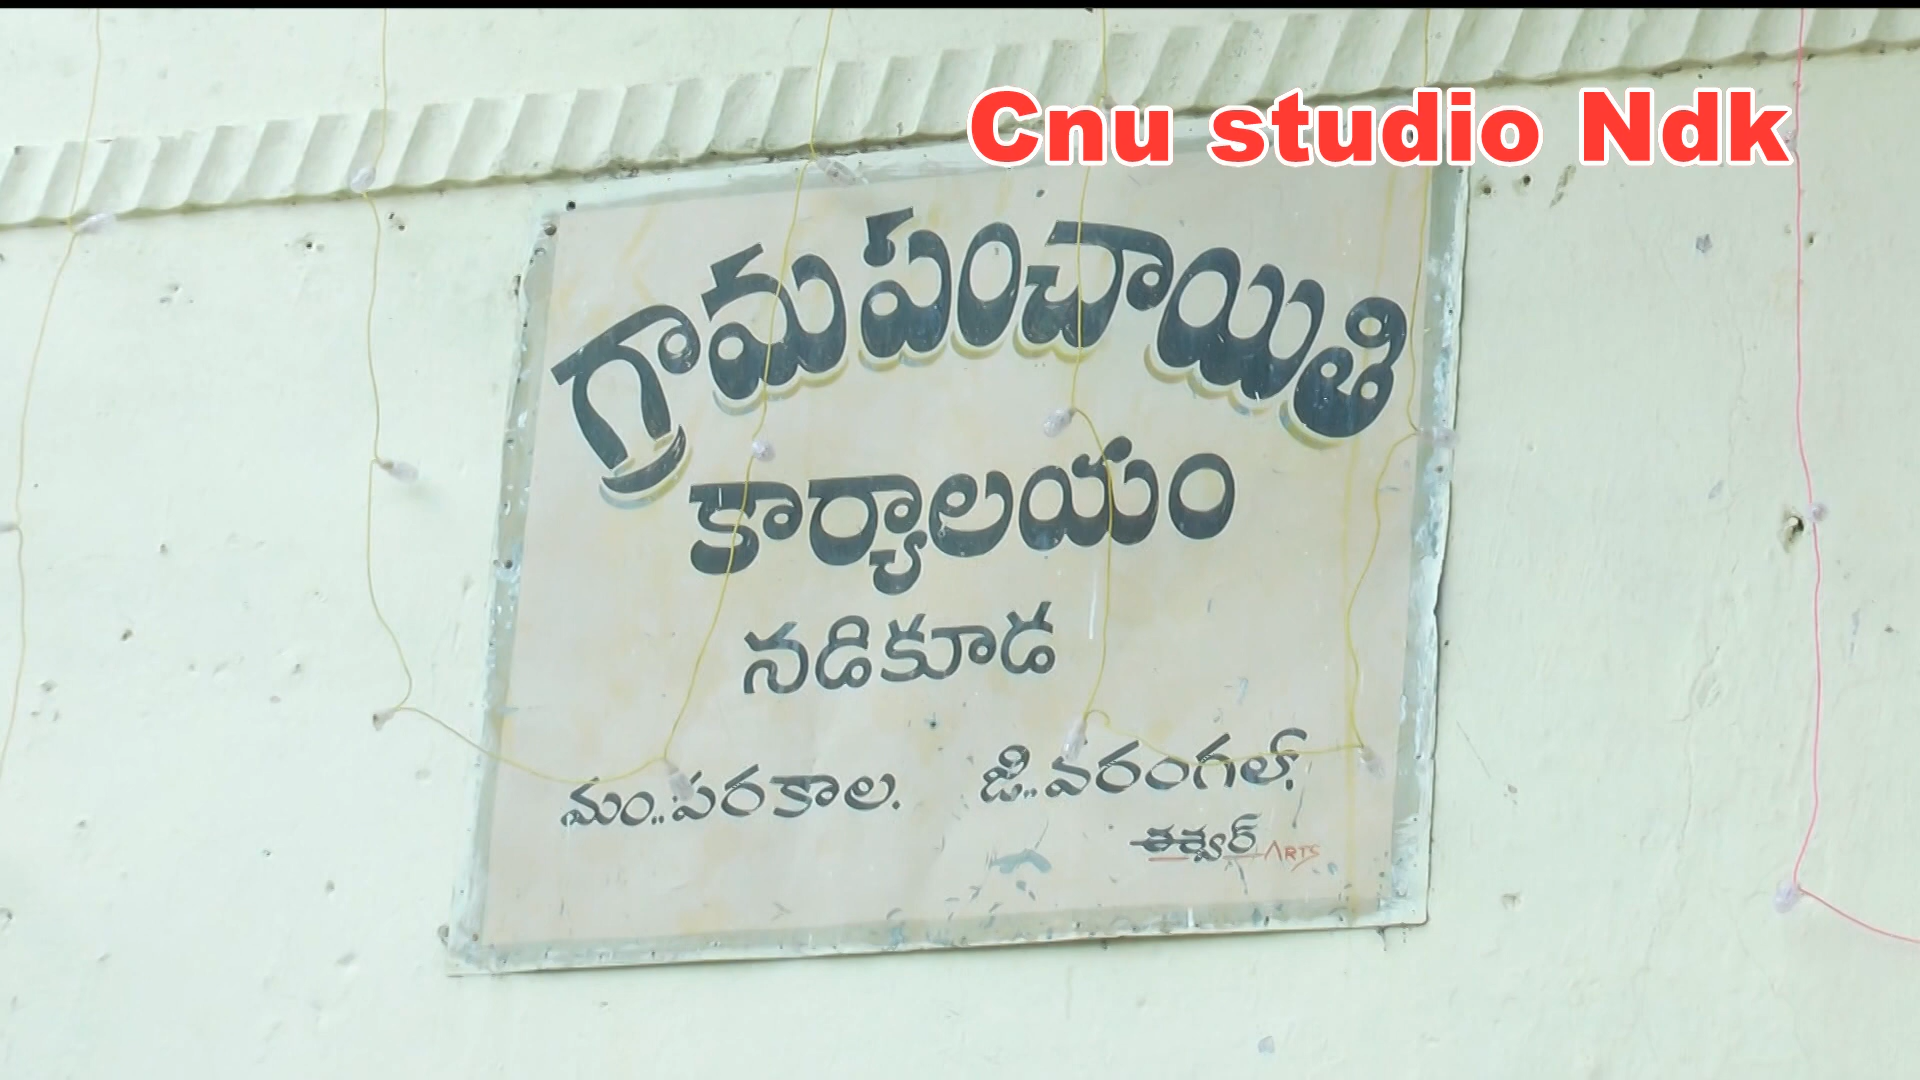 Cnu studio Ndk
గ్రామ పంచాయితి
కార్యాలయం
నడికూడ
మం..పరకాల. జి..వరంగల్.
ఈశ్వర్ ARTS